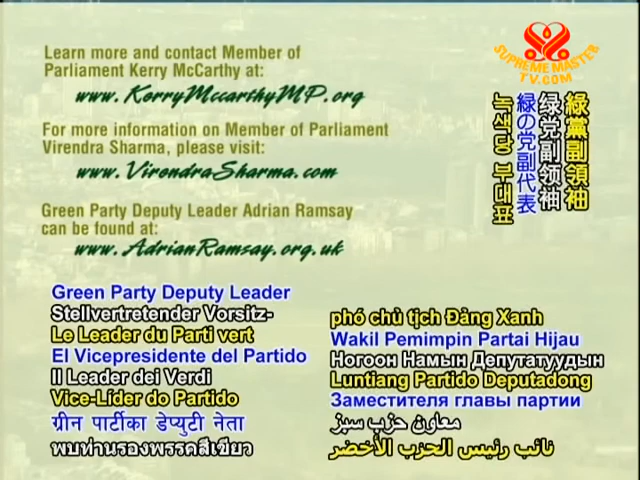 Learn more and contact Member of
Parliament Kerry McCarthy at:
www.KerryMccarthyMP.org
For more information on Member of Parliament
Virendra Sharma, please visit:
www.VirendraSharma.com
Green Party Deputy Leader Adrian Ramsay
can be found at:
www.AdrianRamsay.org.uk
SUPREME MASTER
TV.COM
綠黨副領袖
绿党副领袖
緑の党副代表
녹색당 부대표
Green Party Deputy Leader
Stellvertretender Vorsitz-
Le Leader du Parti vert
El Vicepresidente del Partido
Il Leader dei Verdi
Vice-Líder do Partido
ग्रीन पार्टीका डेप्युटी नेता
พบท่านรองพรรคสีเขียว
phó chủ tịch Đảng Xanh
Wakil Pemimpin Partai Hijau
Ногоон Намын Депутатуудын
Luntiang Partido Deputadong
Заместителя главы партии
معاون حزب سبز
نائب رئيس الحزب الأخضر